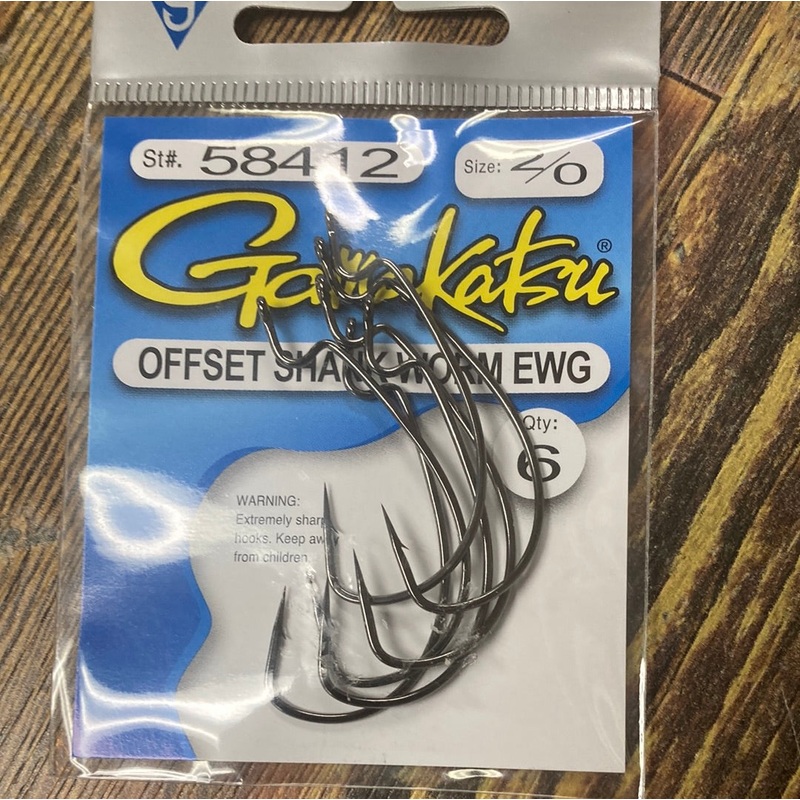 St#. 58412
Size: 2/0
Gamakatsu®
OFFSET SHANK WORM EWG
Qty:
6
WARNING:
Extremely sharp
hooks. Keep away
from children.